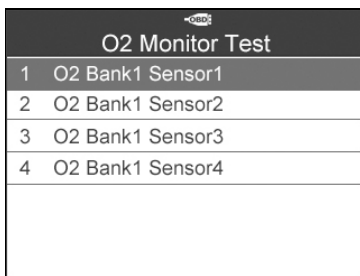 OBD
O2 Monitor Test
1 O2 Bank1 Sensor1
2 O2 Bank1 Sensor2
3 O2 Bank1 Sensor3
4 O2 Bank1 Sensor4